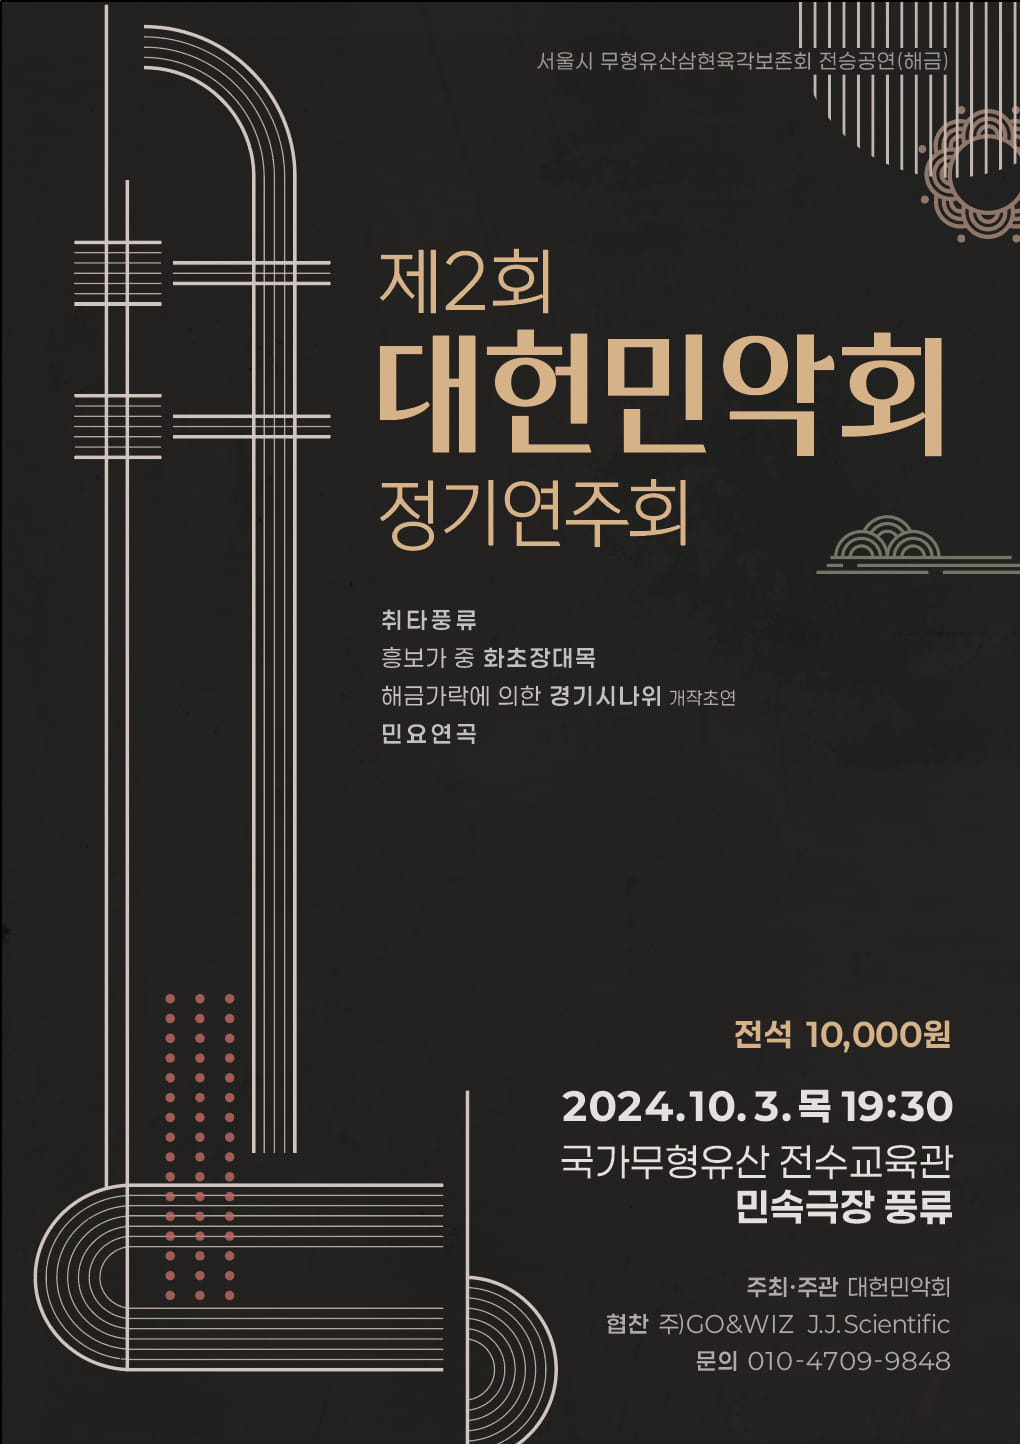 서울시 무형유산삼현육각보존회 전승공연(해금)
제2회
대헌민악회
정기연주회
취타풍류
흥보가 중 화초장대목
해금가락에 의한 경기시나위 개작초연
민요연곡
전석 10,000원
2024.10.3.목 19:30
국가무형유산 전수교육관
민속극장 풍류
주최·주관 대헌민악회
협찬 주)GO&WIZ J.J.Scientific
문의 010-4709-9848